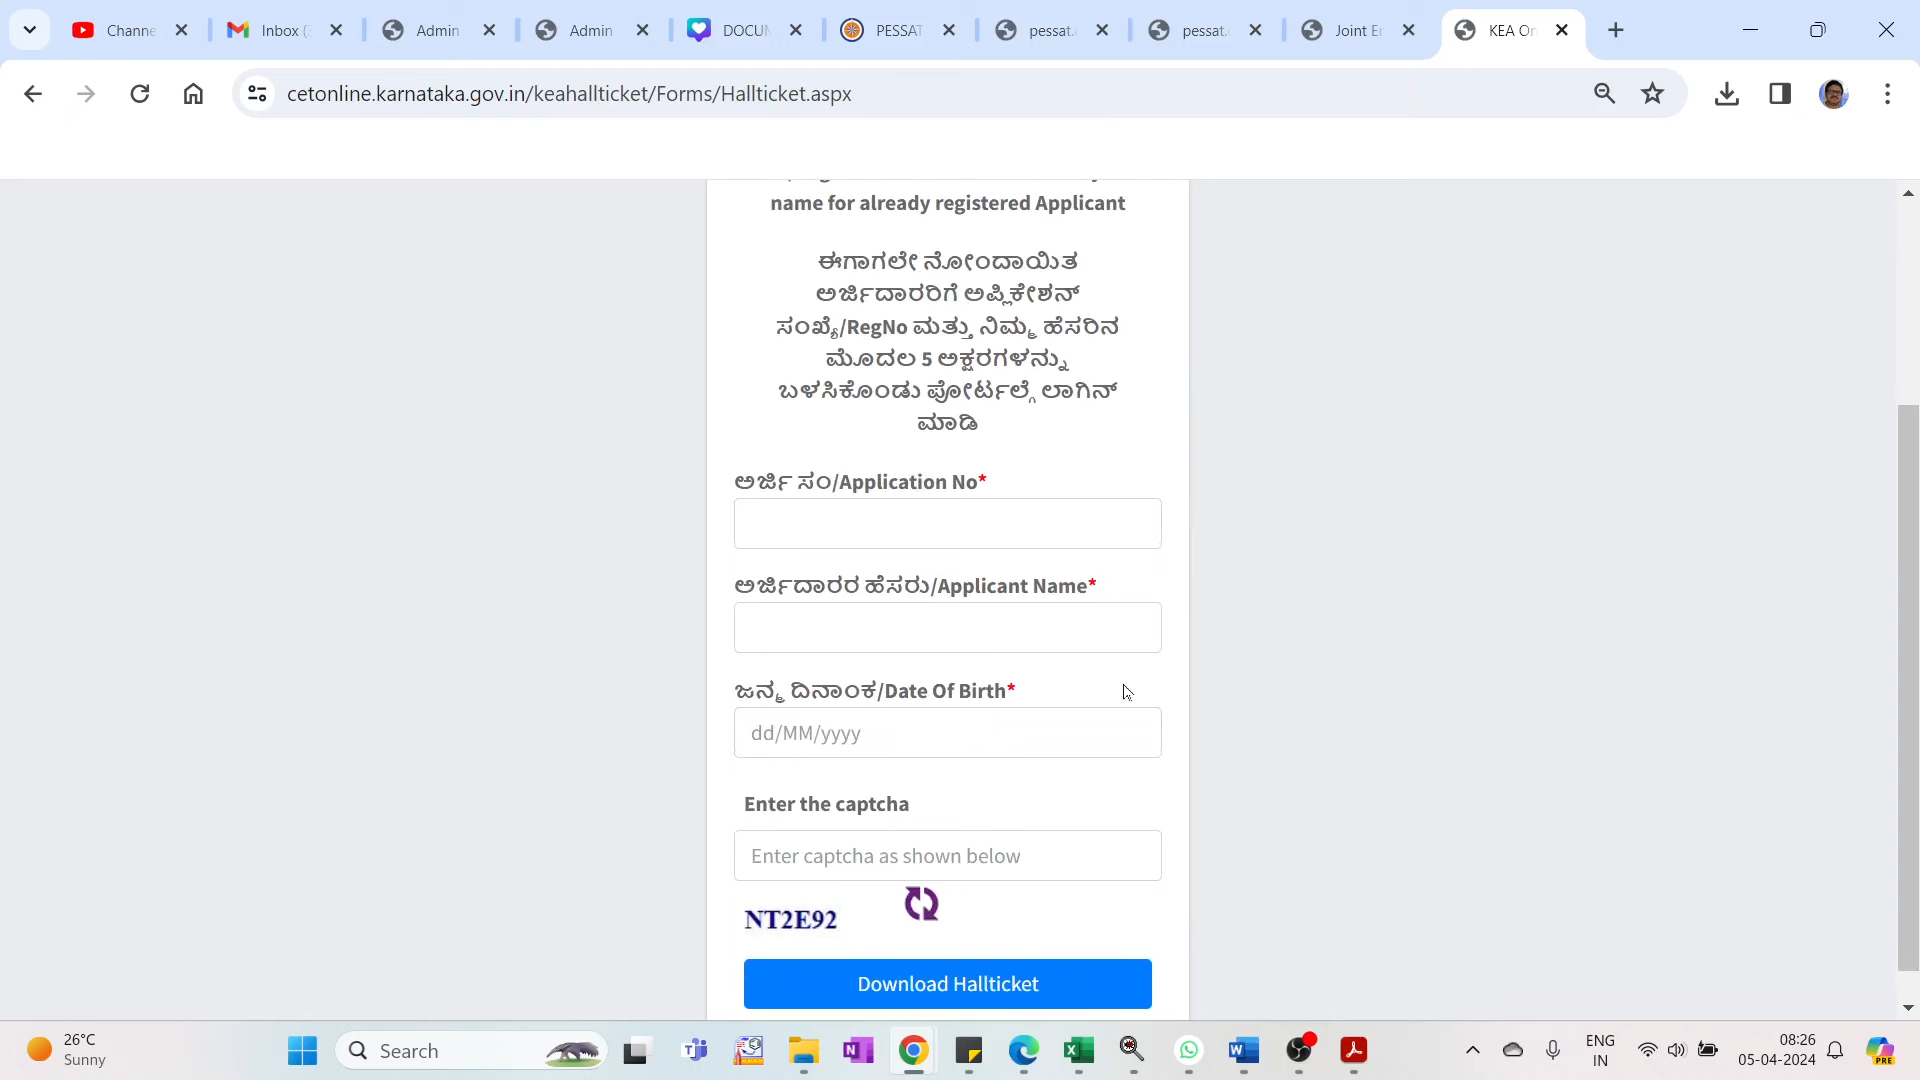 Channe
Inbox (
Admin
Admin
DOCUM
PESSAT
pessat.
pessat.
Joint E
KEA On
cetonline.karnataka.gov.in/keahallticket/Forms/Hallticket.aspx
name for already registered Applicant
ಈಗಾಗಲೇ ನೋಂದಾಯಿತ
ಅರ್ಜಿದಾರರಿಗೆ ಅಪ್ಲಿಕೇಶನ್
ಸಂಖ್ಯೆ/RegNo ಮತ್ತು ನಿಮ್ಮ ಹೆಸರಿನ
ಮೊದಲ 5 ಅಕ್ಷರಗಳನ್ನು
ಬಳಸಿಕೊಂಡು ಪೋರ್ಟಲ್ಗೆ ಲಾಗಿನ್
ಮಾಡಿ
ಅರ್ಜಿ ಸಂ/Application No*
ಅರ್ಜಿದಾರರ ಹೆಸರು/Applicant Name*
ಜನ್ಮ ದಿನಾಂಕ/Date Of Birth*
dd/MM/yyyy
Enter the captcha
Enter captcha as shown below
NT2E92
Download Hallticket
26°C
Sunny
Search
ENG
IN
08:26
05-04-2024
PRE